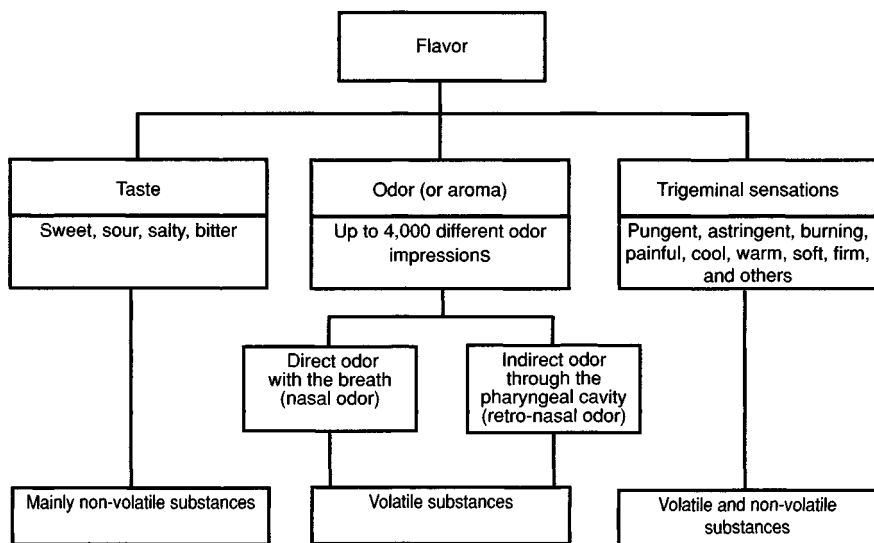 Flavor
Taste
Sweet, sour, salty, bitter
Odor (or aroma)
Up to 4,000 different odor
impressions
Trigeminal sensations
Pungent, astringent, burning,
painful, cool, warm, soft, firm,
and others
Direct odor
with the breath
(nasal odor)
Indirect odor
through the
pharyngeal cavity
(retro-nasal odor)
Mainly non-volatile substances
Volatile substances
Volatile and non-volatile
substances